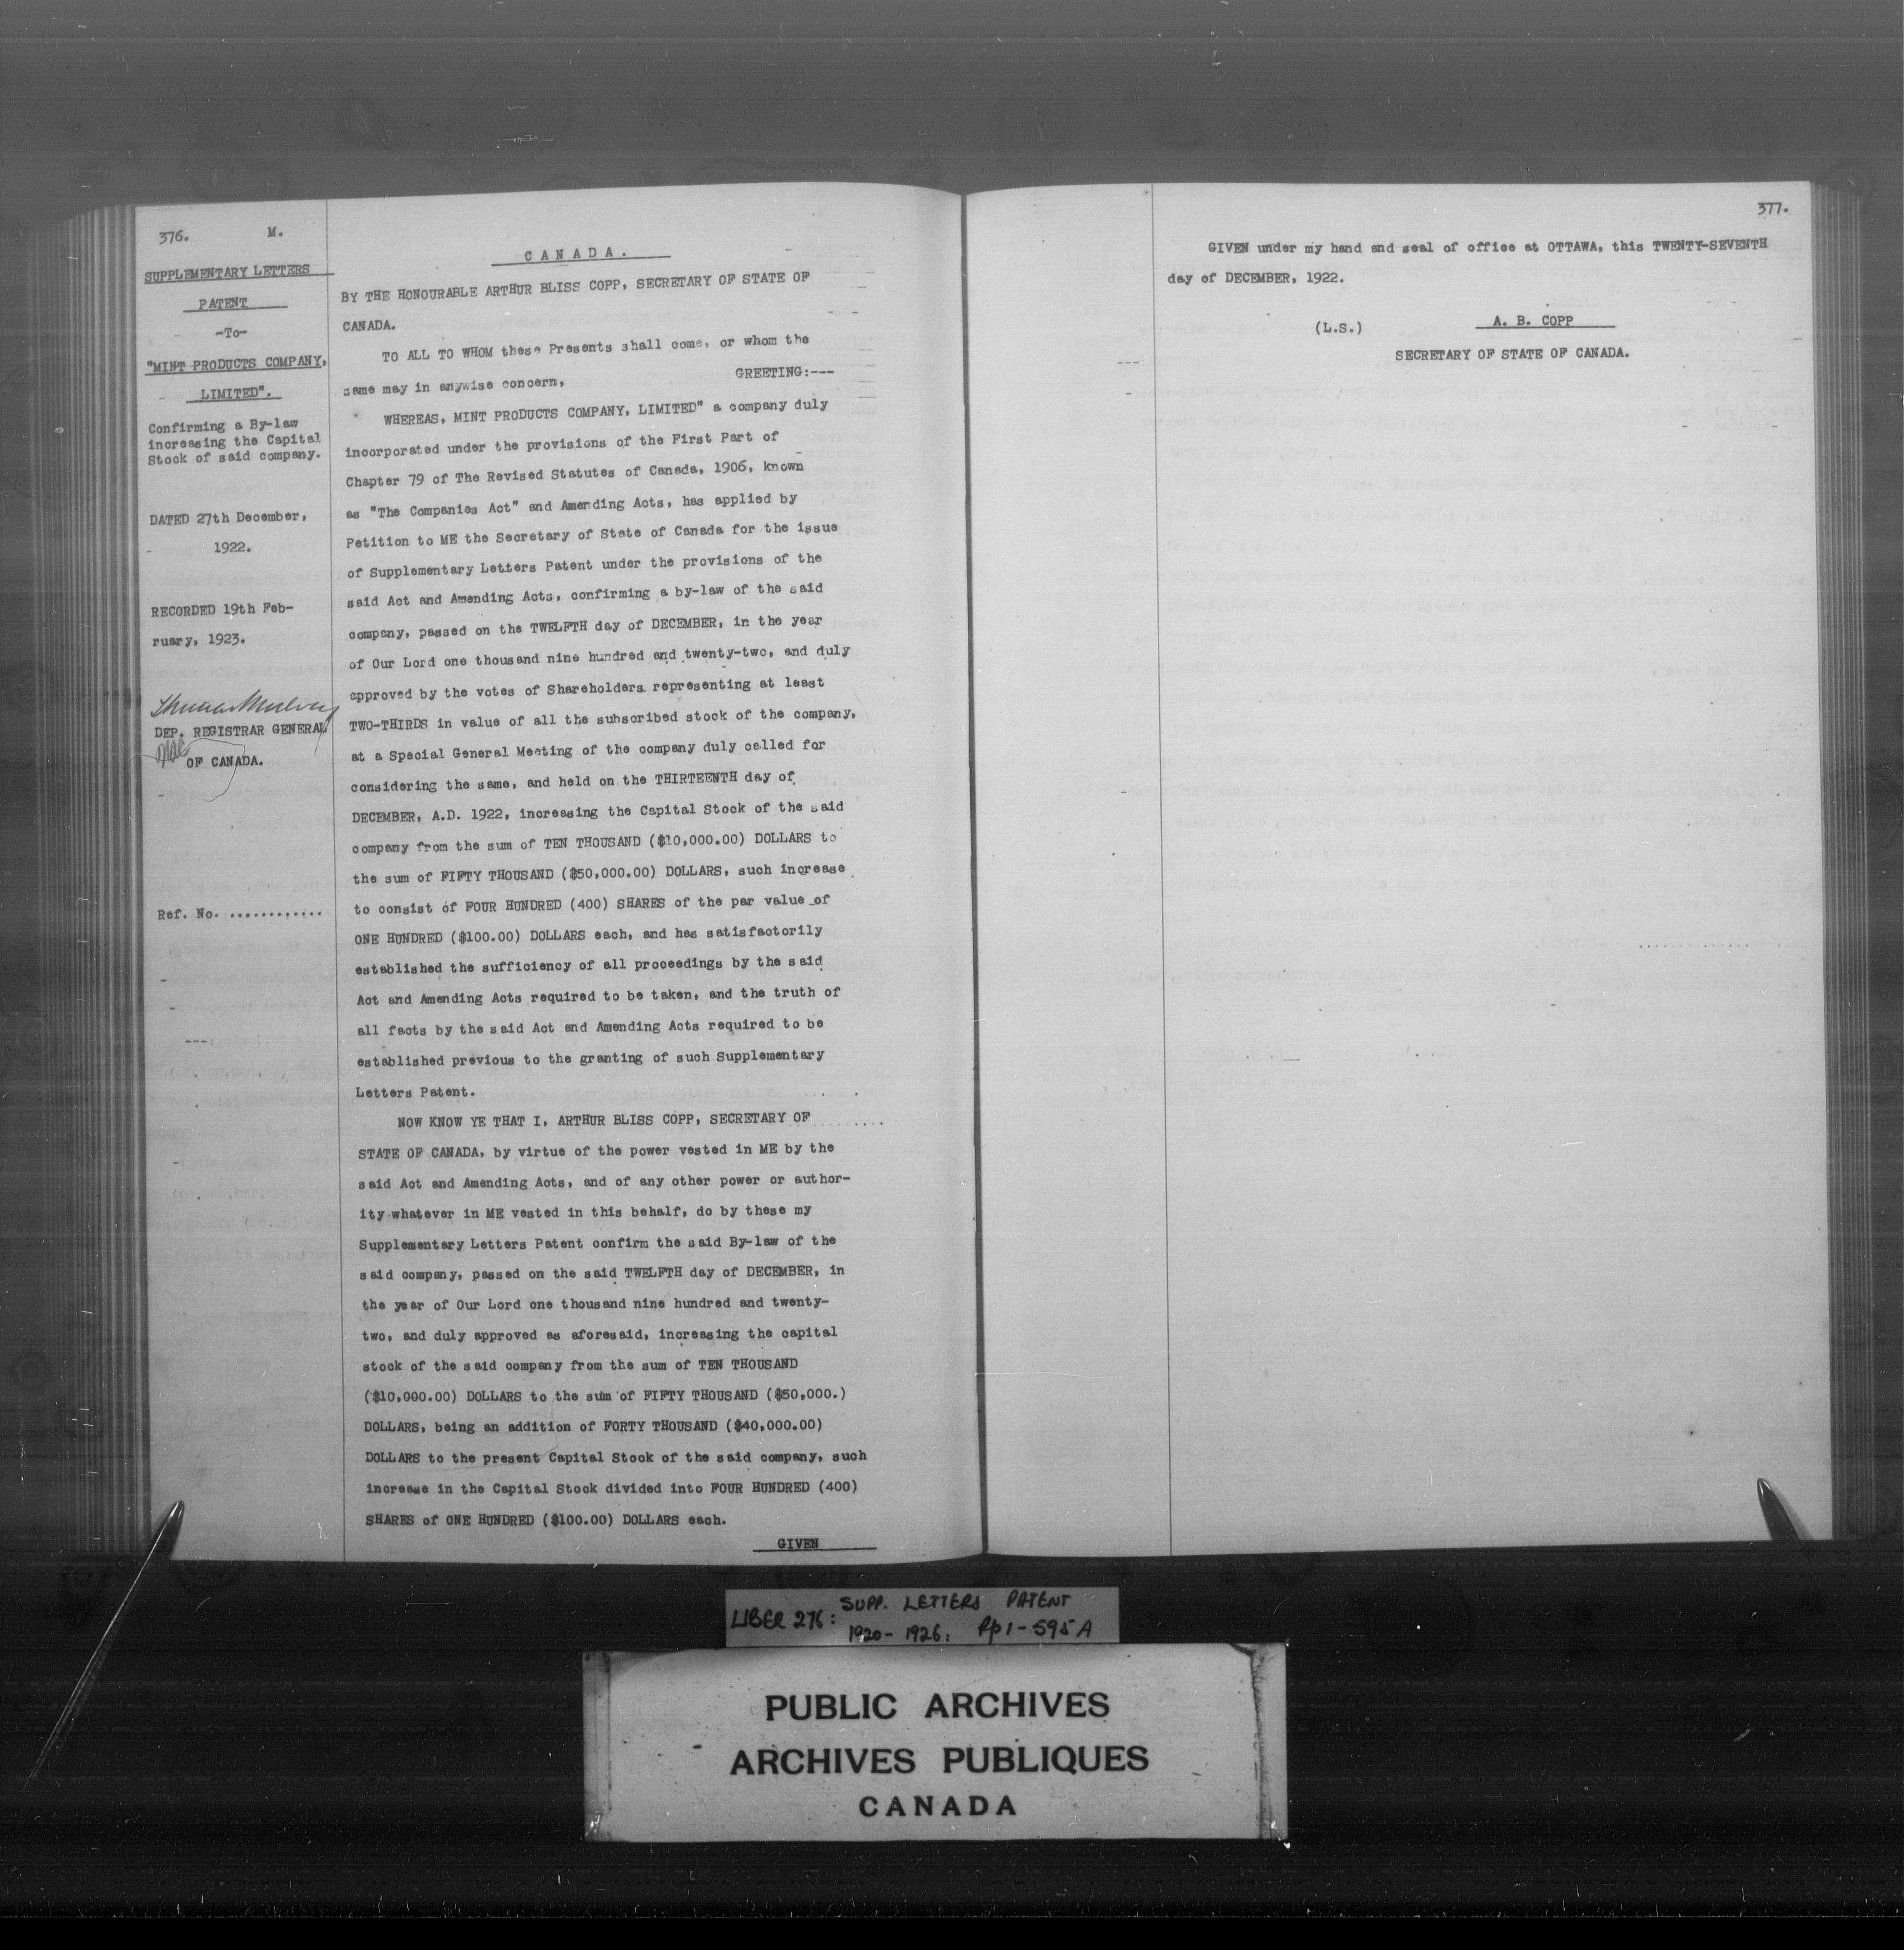 376.
M.
SUPPLEMENTARY LETTERS
PATENT
-To-
"MINT PRODUCTS COMPANY,
LIMITED".
Confirming a By-law
increasing the Capital
Stock of said company.
DATED 27th December,
1922.
RECORDED 19th Feb-
ruary, 1923.
Thomas Mulvey
DEP. REGISTRAR GENERAL
OF CANADA.
Ref. No. ............
CANADA.
BY THE HONOURABLE ARTHUR BLISS COPP, SECRETARY OF STATE OF
CANADA.
TO ALL TO WHOM these Presents shall come, or whom the
same may in anywise concern, GREETING:---
WHEREAS, MINT PRODUCTS COMPANY, LIMITED" a company duly
incorporated under the provisions of the First Part of
Chapter 79 of The Revised Statutes of Canada, 1906, known
as "The Companies Act" and Amending Acts, has applied by
Petition to ME the Secretary of State of Canada for the issue
of Supplementary Letters Patent under the provisions of the
said Act and Amending Acts, confirming a by-law of the said
company, passed on the TWELFTH day of DECEMBER, in the year
of Our Lord one thousand nine hundred and twenty-two, and duly
approved by the votes of Shareholders representing at least
TWO-THIRDS in value of all the subscribed stock of the company,
at a Special General Meeting of the company duly called for
considering the same, and held on the THIRTEENTH day of
DECEMBER, A.D. 1922, increasing the Capital Stock of the said
company from the sum of TEN THOUSAND ($10,000.00) DOLLARS to
the sum of FIFTY THOUSAND ($50,000.00) DOLLARS, such increase
to consist of FOUR HUNDRED (400) SHARES of the par value of
ONE HUNDRED ($100.00) DOLLARS each, and has satisfactorily
established the sufficiency of all proceedings by the said
Act and Amending Acts required to be taken, and the truth of
all facts by the said Act and Amending Acts required to be
established previous to the granting of such Supplementary
Letters Patent.
NOW KNOW YE THAT I, ARTHUR BLISS COPP, SECRETARY OF
STATE OF CANADA, by virtue of the power vested in ME by the
said Act and Amending Acts, and of any other power or author-
ity whatever in ME vested in this behalf, do by these my
Supplementary Letters Patent confirm the said By-law of the
said company, passed on the said TWELFTH day of DECEMBER, in
the year of Our Lord one thousand nine hundred and twenty-
two, and duly approved as aforesaid, increasing the capital
stock of the said company from the sum of TEN THOUSAND
($10,000.00) DOLLARS to the sum of FIFTY THOUSAND ($50,000.)
DOLLARS, being an addition of FORTY THOUSAND ($40,000.00)
DOLLARS to the present Capital Stock of the said company, such
increase in the Capital Stock divided into FOUR HUNDRED (400)
SHARES of ONE HUNDRED ($100.00) DOLLARS each.
GIVEN
377.
GIVEN under my hand and seal of office at OTTAWA, this TWENTY-SEVENTH
day of DECEMBER, 1922.
(L.S.) A. B. COPP
SECRETARY OF STATE OF CANADA.
LIBER 276: SUPP. LETTERS PATENT
1920-1926: Pp 1-595A
PUBLIC ARCHIVES
ARCHIVES PUBLIQUES
CANADA